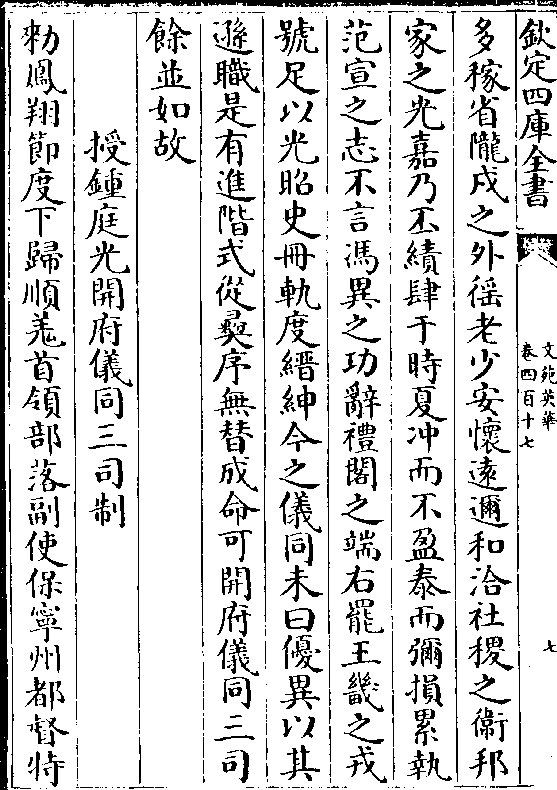 欽定四庫全書
文苑英華
卷四百十七
七
多稼省隴戍之外徭老少安懷遠邇和洽社稷之衛邦
家之光嘉乃丕績肆于時夏冲而不盈泰而彌損累執
范宣之志不言馮異之功辭禮闈之端右罷王畿之戎
號足以光昭史冊軌度縉紳今之儀同未曰優異以其
遜職是有進階式從彛序無替成命可開府儀同三司
餘並如故
授鍾庭光開府儀同三司制
勑鳳翔節度下歸順羗首領部落副使保寧州都督特